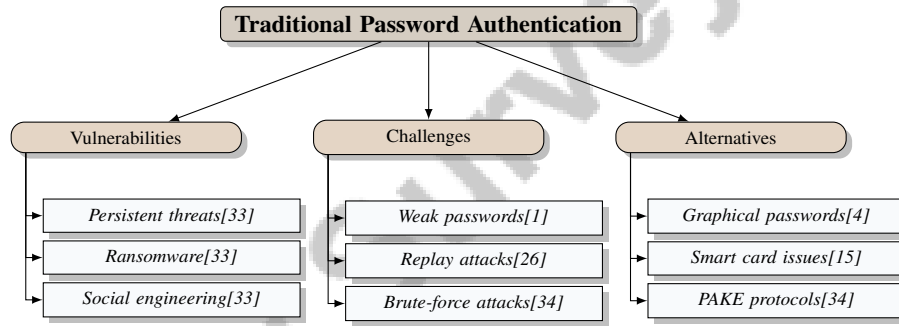 Traditional Password Authentication
Vulnerabilities
Persistent threats[33]
Ransomware[33]
Social engineering[33]
Challenges
Weak passwords[1]
Replay attacks[26]
Brute-force attacks[34]
Alternatives
Graphical passwords[4]
Smart card issues[15]
PAKE protocols[34]
survey